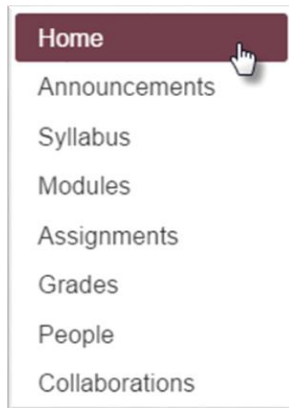 Home
Announcements
Syllabus
Modules
Assignments
Grades
People
Collaborations